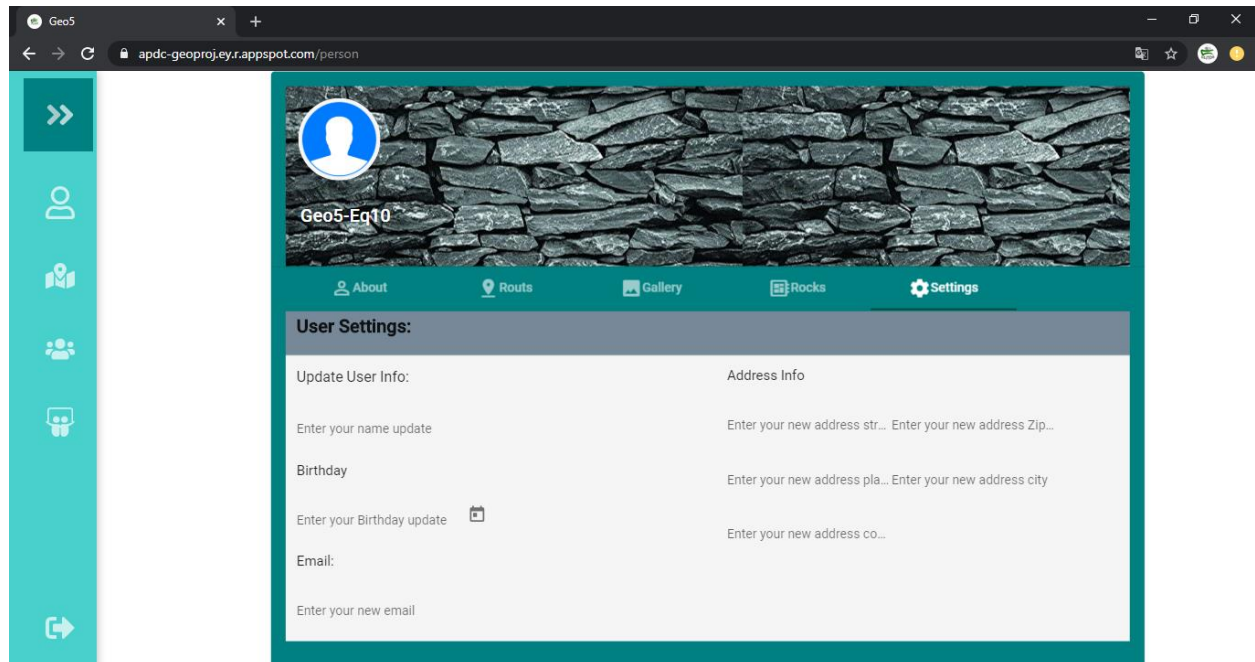 Geo5
apdc-geoproj.ey.r.appspot.com/person
Geo5-Eq10
About Routs Gallery Rocks Settings
User Settings:
Update User Info:
Enter your name update
Birthday
Enter your Birthday update
Email:
Enter your new email
Address Info
Enter your new address str... Enter your new address Zip...
Enter your new address pla... Enter your new address city
Enter your new address co...